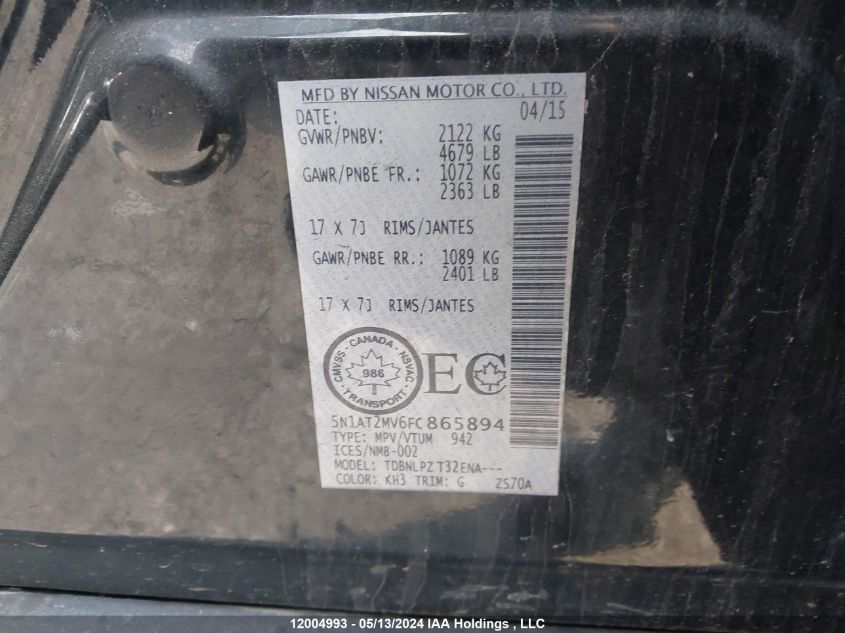 MFD BY NISSAN MOTOR CO., LTD.
DATE: 04/15
GVWR/PNBV: 2122 KG
4679 LB
GAWR/PNBE FR.: 1072 KG
2363 LB
17 X 7J RIMS/JANTES
GAWR/PNBE RR.: 1089 KG
2401 LB
17 X 7J RIMS/JANTES
CMVSS · CANADA · NSVAC · TRANSPORT ·
986
EC
5N1AT2MV6FC865894
TYPE: MPV/VTUM 942
ICES/NMB-002
MODEL: TDBNLPZ T32ENA---
COLOR: KH3 TRIM: G ZS70A
12004993 - 05/13/2024 IAA Holdings , LLC